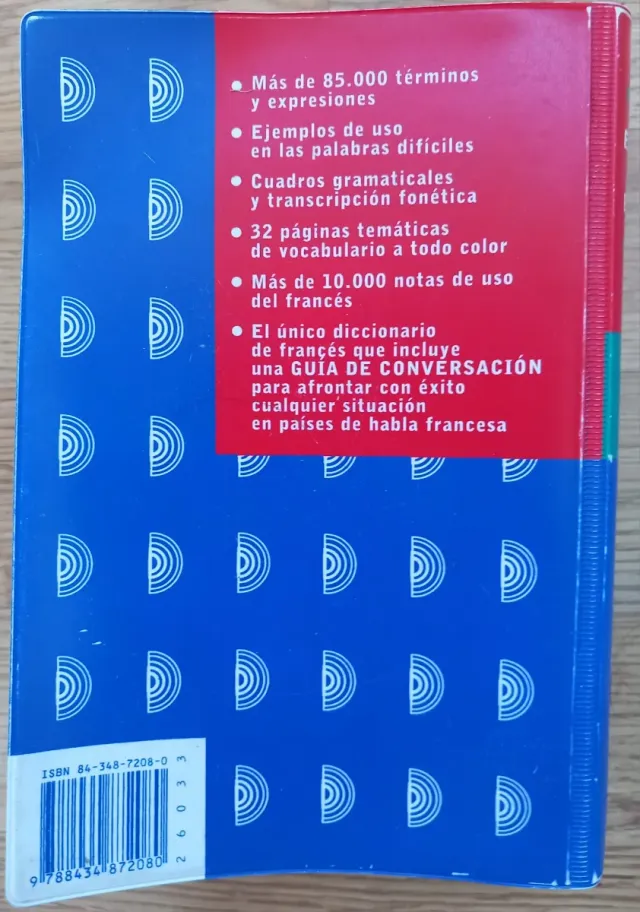 • Más de 85.000 términos
y expresiones
• Ejemplos de uso
en las palabras difíciles
• Cuadros gramaticales
y transcripción fonética
• 32 páginas temáticas
de vocabulario a todo color
• Más de 10.000 notas de uso
del francés
• El único diccionario
de francés que incluye
una GUÍA DE CONVERSACIÓN
para afrontar con éxito
cualquier situación
en países de habla francesa
ISBN 84-348-7208-0
26033
9 788434 872080